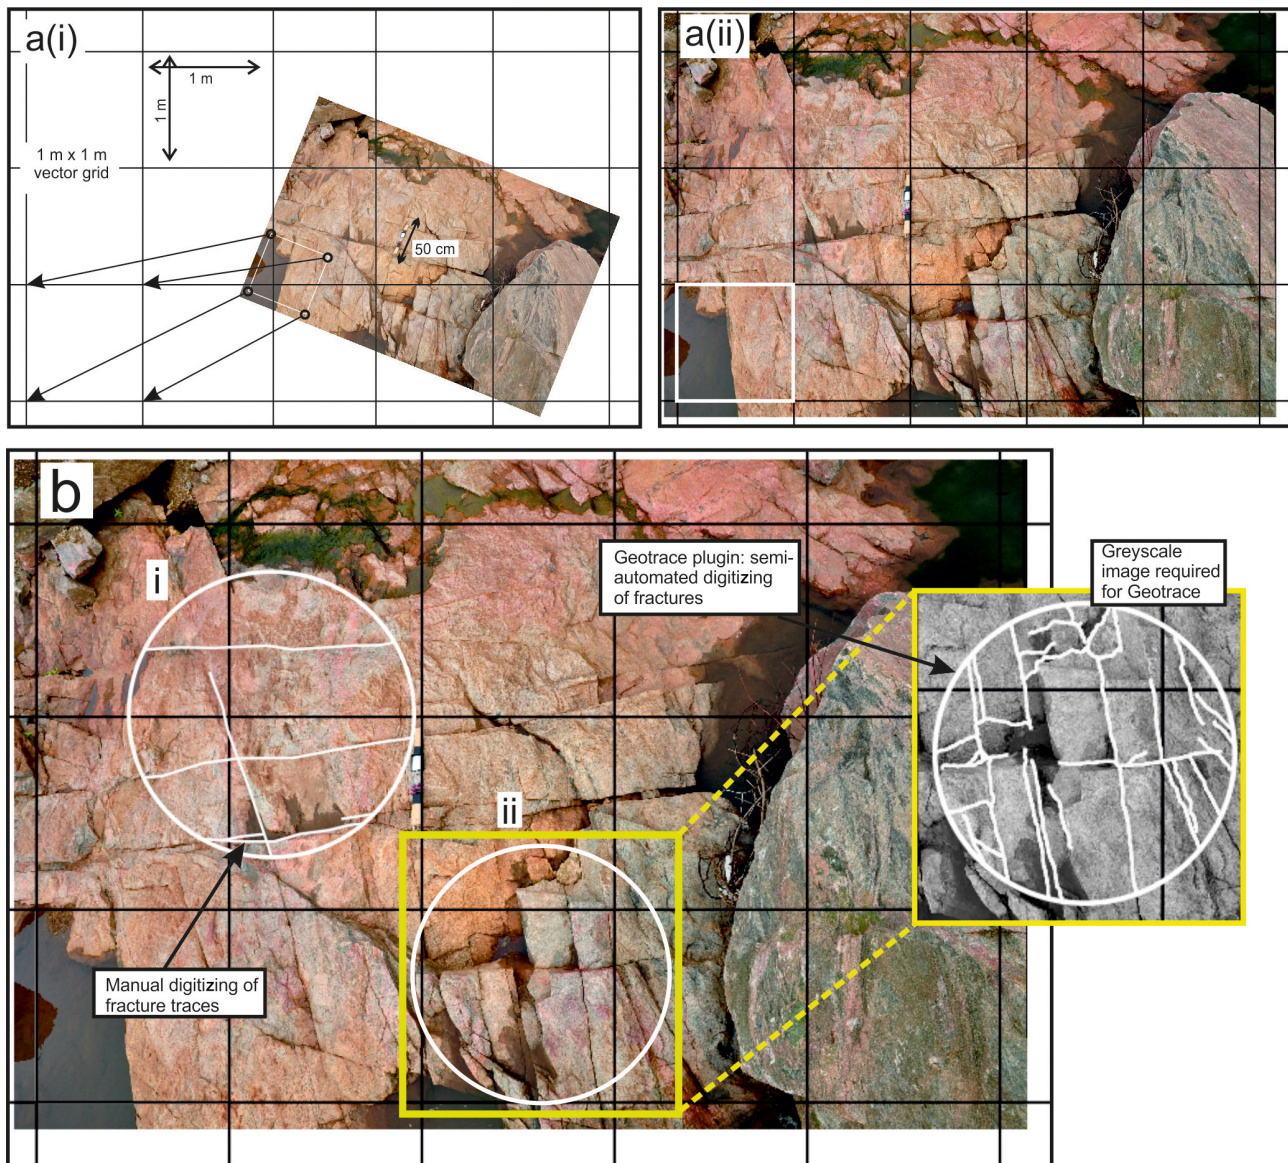 a(i)
1 m
1 m
1 m x 1 m
vector grid
50 cm
a(ii)
b
i
Geotrace plugin: semi-
automated digitizing
of fractures
Greyscale
image required
for Geotrace
ii
Manual digitizing of
fracture traces